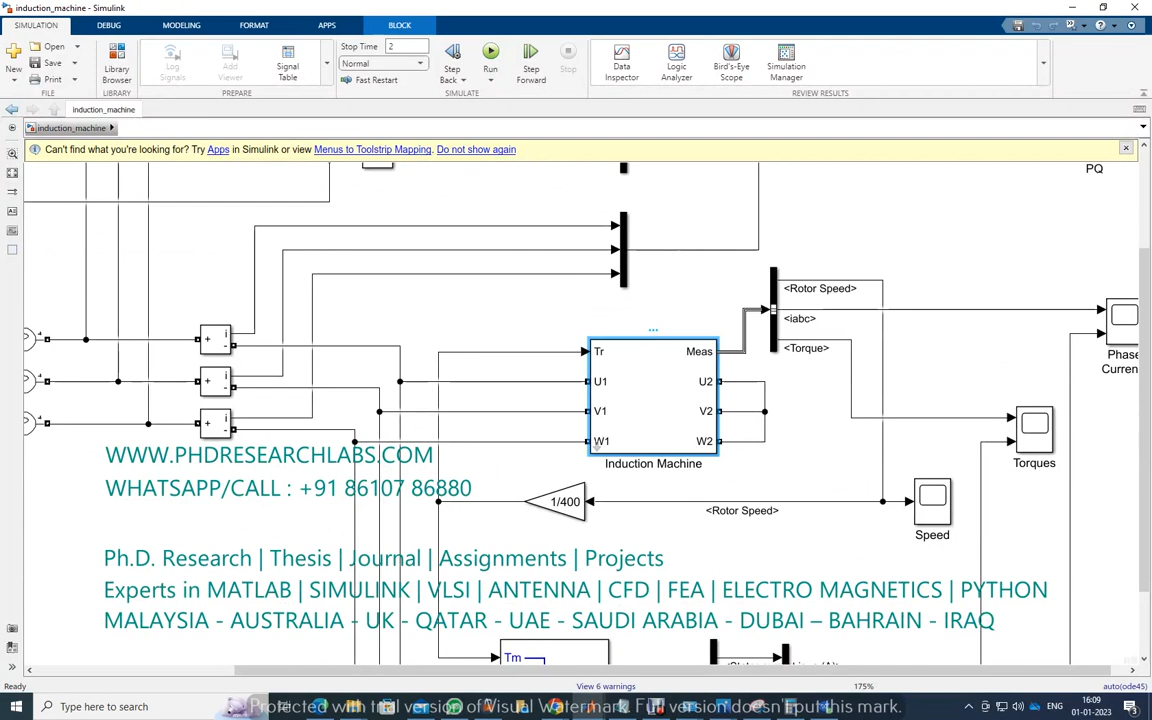 induction_machine - Simulink
SIMULATION DEBUG MODELING FORMAT APPS BLOCK
New Open Save Print
FILE
Library Browser
LIBRARY
Log Signals Add Viewer Signal Table
PREPARE
Stop Time 2
Normal
Fast Restart
Step Back Run Step Forward Stop
SIMULATE
Data Inspector Logic Analyzer Bird's-Eye Scope Simulation Manager
REVIEW RESULTS
induction_machine
induction_machine
Can't find what you're looking for? Try Apps in Simulink or view Menus to Toolstrip Mapping. Do not show again
PQ
<Rotor Speed>
<iabc>
<Torque>
+ i -
+ i -
+ i -
Tr Meas
U1 U2
V1 V2
W1 W2
Induction Machine
Phase
Torques
1/400
<Rotor Speed>
Speed
WWW.PHDRESEARCHLABS.COM
WHATSAPP/CALL : +91 86107 86880
Ph.D. Research | Thesis | Journal | Assignments | Projects
Experts in MATLAB | SIMULINK | VLSI | ANTENNA | CFD | FEA | ELECTRO MAGNETICS | PYTHON
MALAYSIA - AUSTRALIA - UK - QATAR - UAE - SAUDI ARABIA - DUBAI – BAHRAIN - IRAQ
Tm
Ready View 6 warnings 175% auto(ode45)
Type here to search
Protected with trial version of Visual Watermark. Full version doesn't put this mark.
ENG
16:09
01-01-2023